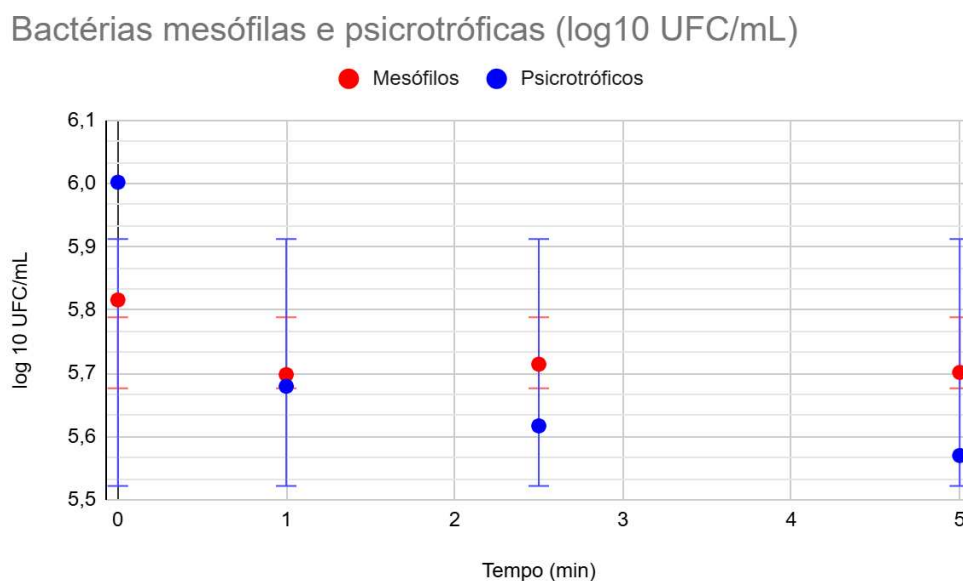 Bactérias mesófilas e psicrotróficas (log10 UFC/mL)
Mesófilos Psicrotróficos
6,1
6,0
5,9
5,8
5,7
5,6
5,5
log 10 UFC/mL
0 1 2 3 4 5
Tempo (min)